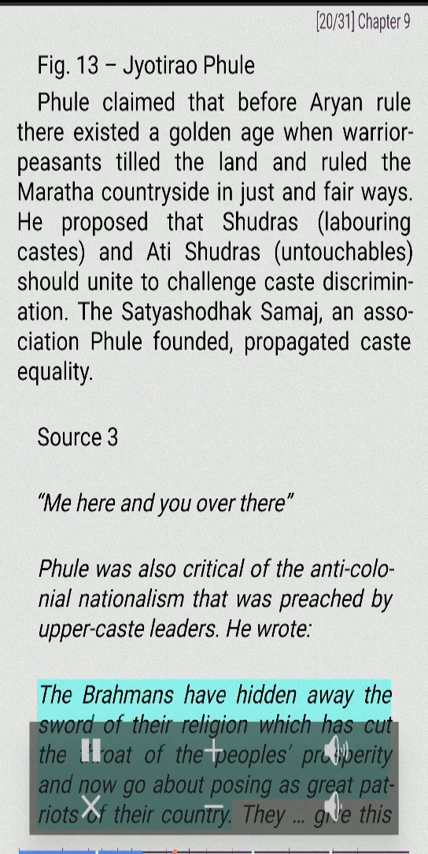 [20/31] Chapter 9
Fig. 13 – Jyotirao Phule
Phule claimed that before Aryan rule
there existed a golden age when warrior-
peasants tilled the land and ruled the
Maratha countryside in just and fair ways.
He proposed that Shudras (labouring
castes) and Ati Shudras (untouchables)
should unite to challenge caste discrimin-
ation. The Satyashodhak Samaj, an asso-
ciation Phule founded, propagated caste
equality.
Source 3
“Me here and you over there”
Phule was also critical of the anti-colo-
nial nationalism that was preached by
upper-caste leaders. He wrote:
The Brahmans have hidden away the
sword of their religion which has cut
the throat of the peoples’ prosperity
and now go about posing as great pat-
riots of their country. They ... give this